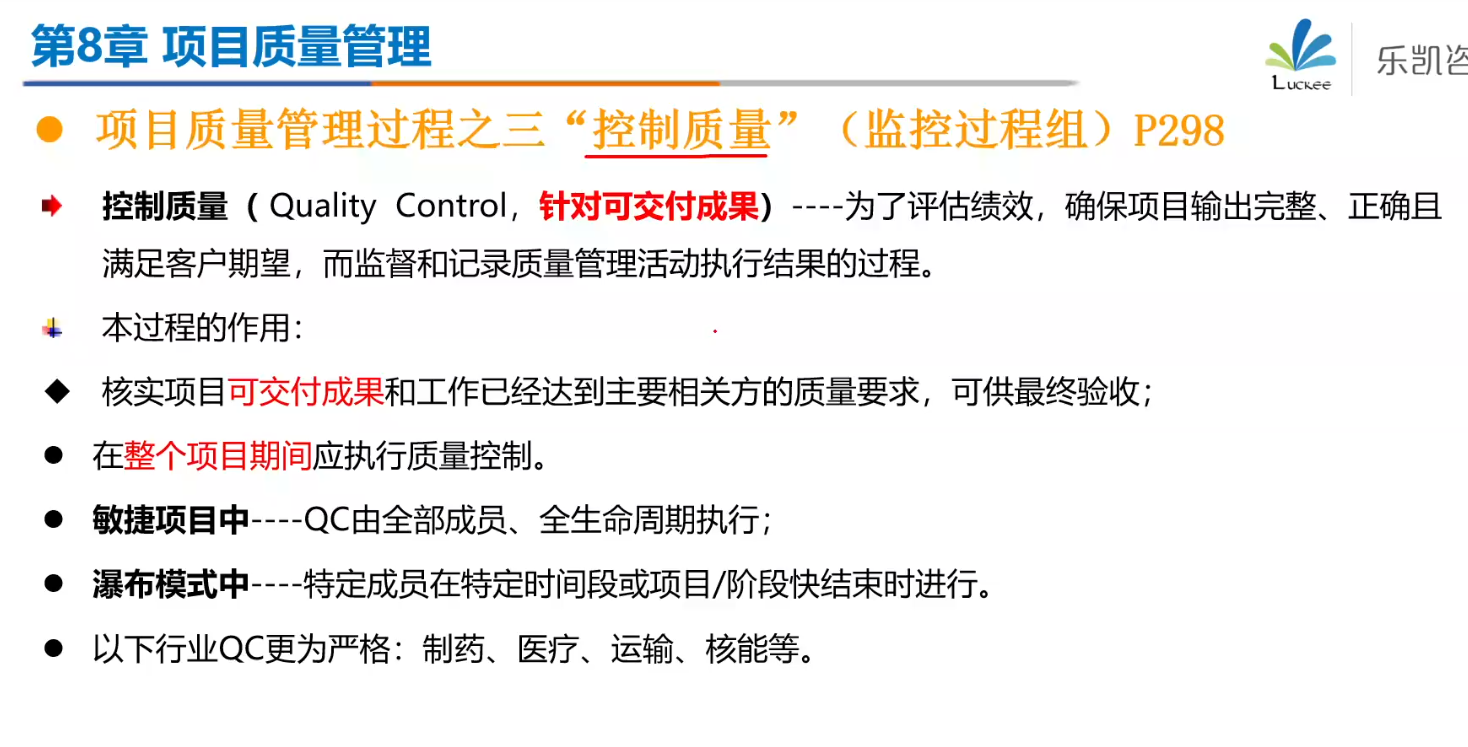 第8章 项目质量管理
Luckee
乐凯咨
项目质量管理过程之三“控制质量”（监控过程组）P298
控制质量（ Quality Control，针对可交付成果）----为了评估绩效，确保项目输出完整、正确且
满足客户期望，而监督和记录质量管理活动执行结果的过程。
本过程的作用：
核实项目可交付成果和工作已经达到主要相关方的质量要求，可供最终验收；
在整个项目期间应执行质量控制。
敏捷项目中----QC由全部成员、全生命周期执行；
瀑布模式中----特定成员在特定时间段或项目/阶段快结束时进行。
以下行业QC更为严格：制药、医疗、运输、核能等。